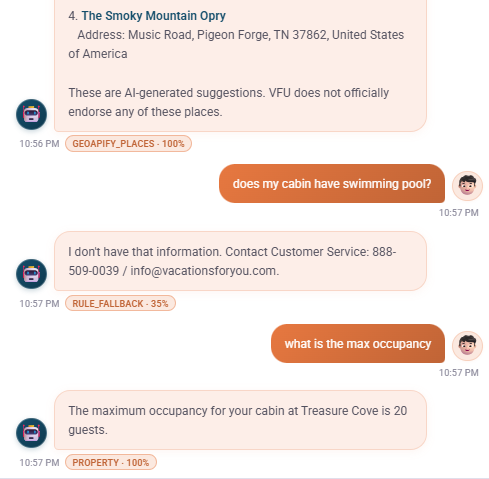 4. The Smoky Mountain Opry
Address: Music Road, Pigeon Forge, TN 37862, United States
of America
These are AI-generated suggestions. VFU does not officially
endorse any of these places.
10:56 PM GEOAPIFY_PLACES · 100%
does my cabin have swimming pool?
10:57 PM
I don't have that information. Contact Customer Service: 888-
509-0039 / info@vacationsforyou.com.
10:57 PM RULE_FALLBACK · 35%
what is the max occupancy
10:57 PM
The maximum occupancy for your cabin at Treasure Cove is 20
guests.
10:57 PM PROPERTY · 100%